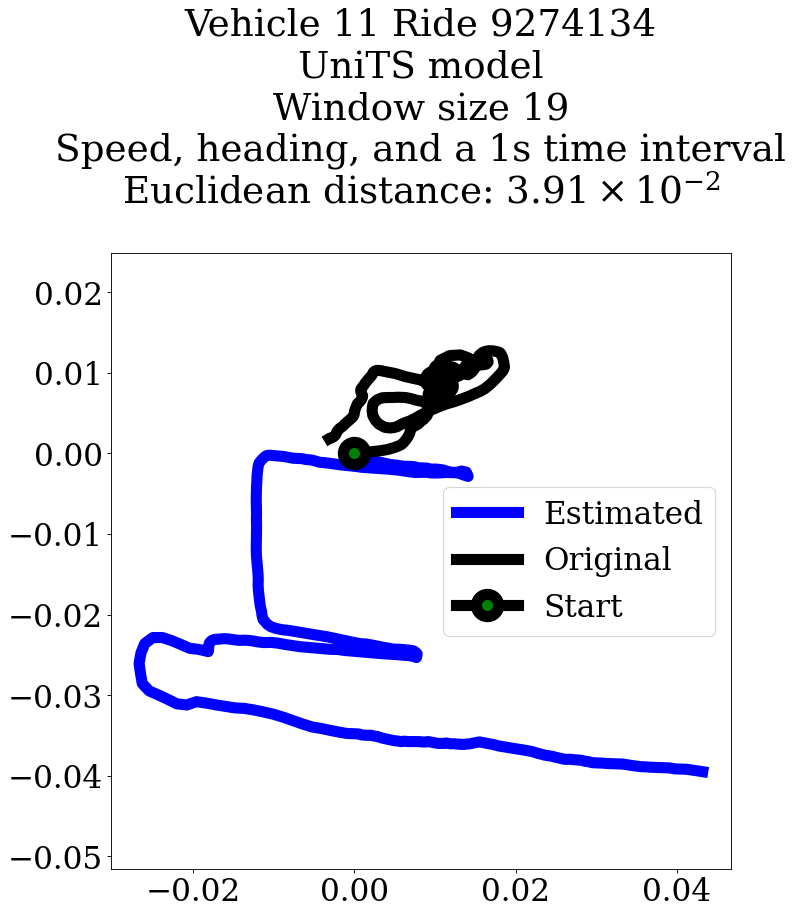 Vehicle 11 Ride 9274134
UniTS model
Window size 19
Speed, heading, and a 1s time interval
Euclidean distance: 3.91 × 10⁻²
0.02
0.01
0.00
−0.01
−0.02
−0.03
−0.04
−0.05
Estimated
Original
Start
−0.02 0.00 0.02 0.04